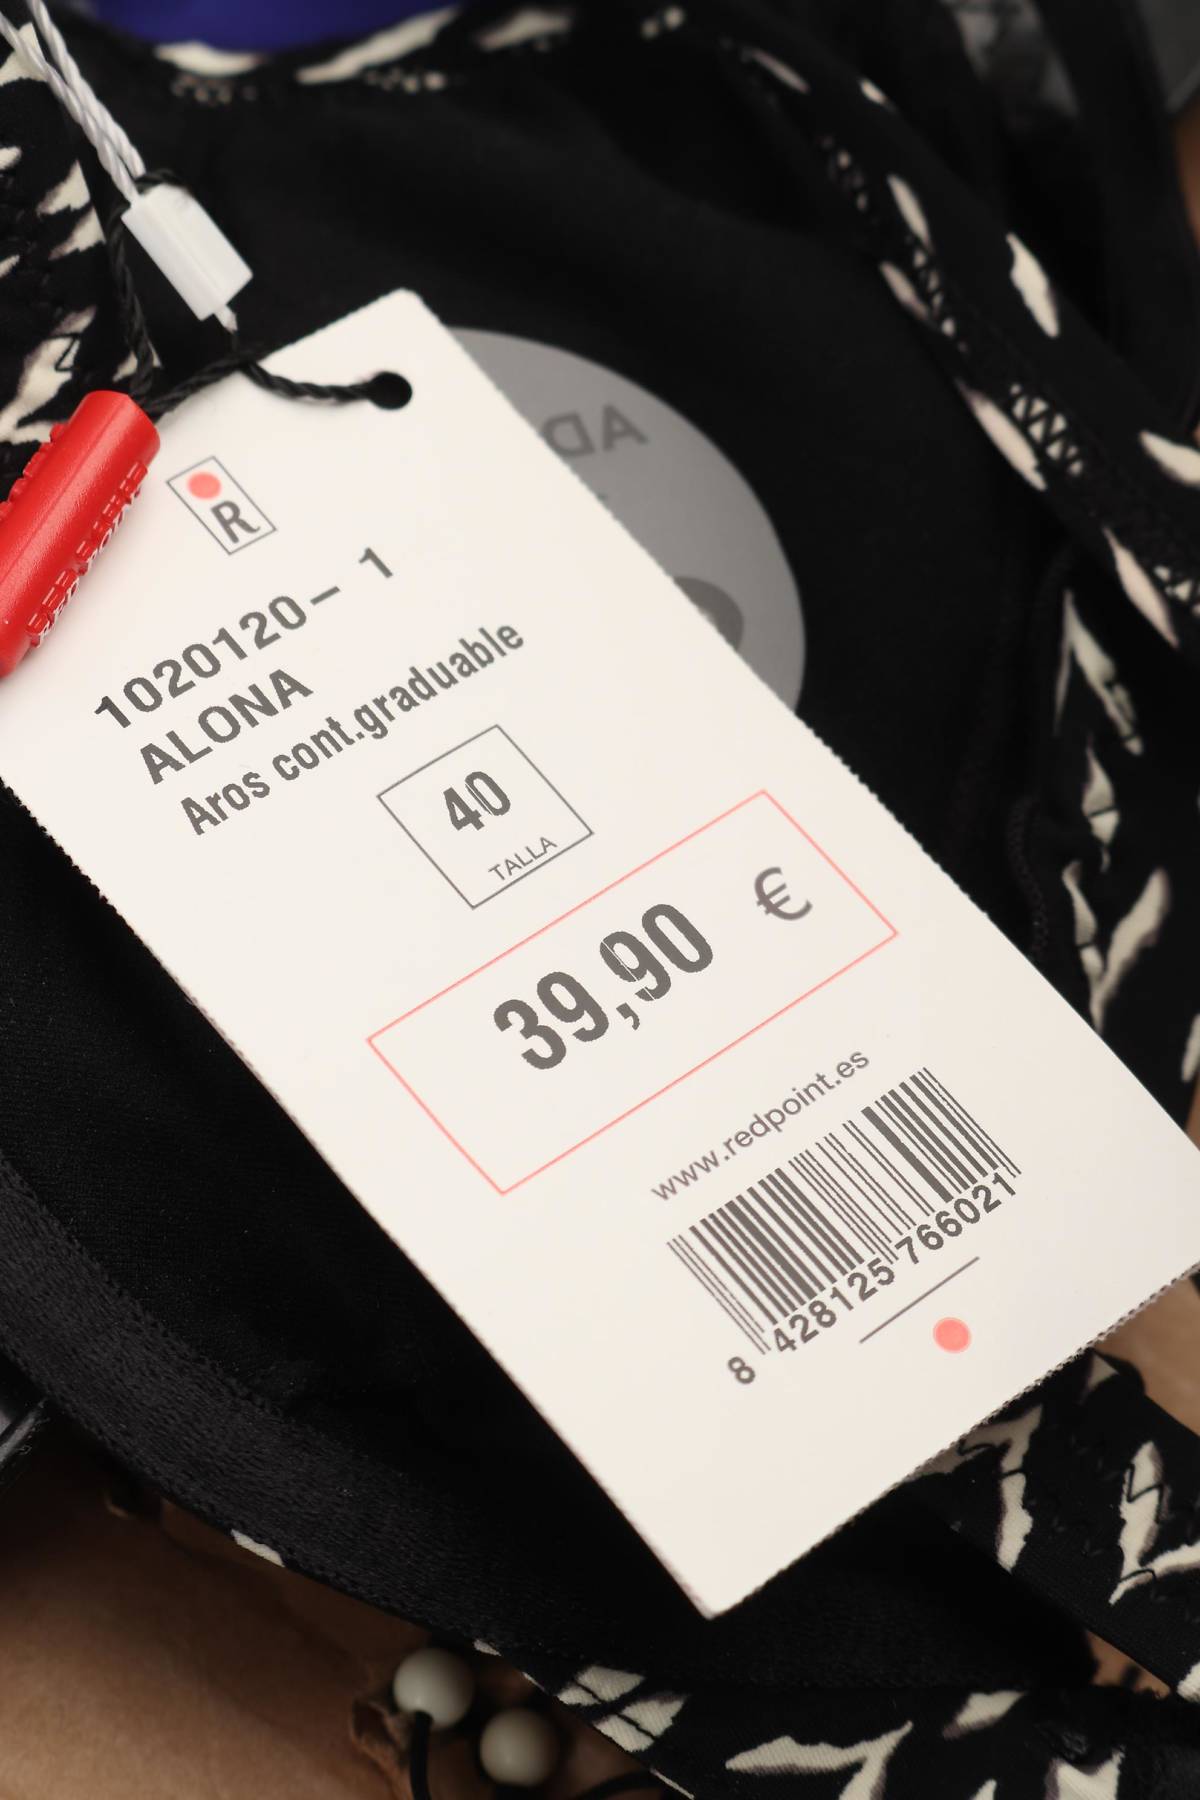 R
1020120- 1
ALONA
Aros cont.graduable
40
TALLA
39,90 €
www.redpoint.es
8 428125 766021